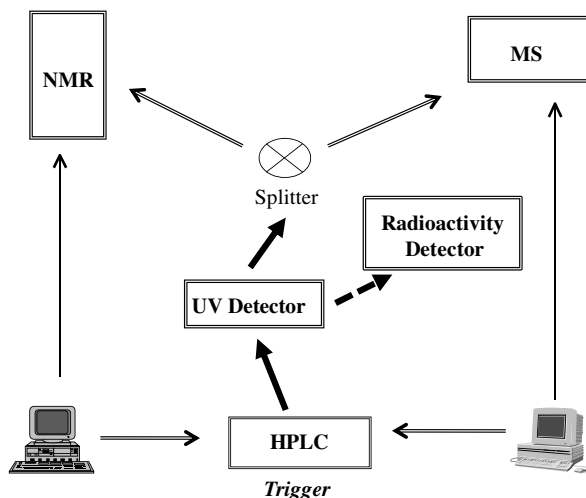 NMR
MS
Splitter
Radioactivity
Detector
UV Detector
HPLC
Trigger